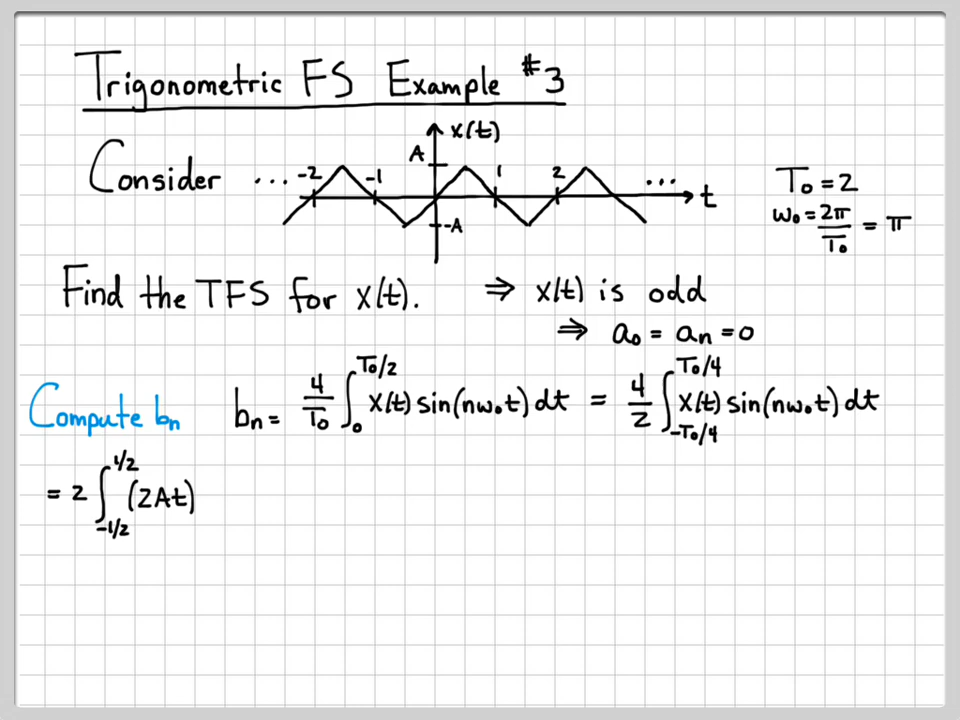 Trigonometric FS Example #3
Consider ... -2 -1 A x(t) -A 1 2 ... t
T₀ = 2
ω₀ = 2π/T₀ = π
Find the TFS for x(t). ⇒ x(t) is odd
⇒ a₀ = aₙ = 0
Compute bₙ bₙ = 4/T₀ ∫₀^(T₀/2) x(t) sin(nω₀t) dt = 4/2 ∫_(-T₀/4)^(T₀/4) x(t) sin(nω₀t) dt
= 2 ∫_(-1/2)^(1/2) (2At)